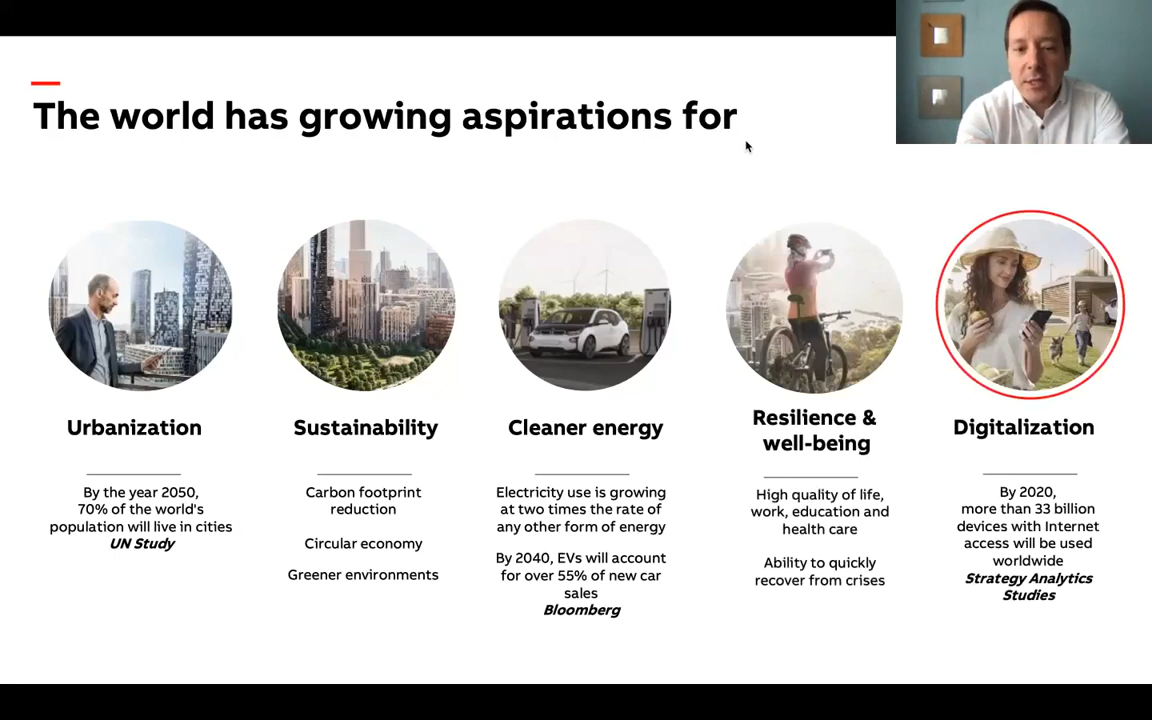 The world has growing aspirations for
Urbanization
By the year 2050,
70% of the world's
population will live in cities
UN Study
Sustainability
Carbon footprint
reduction
Circular economy
Greener environments
Cleaner energy
Electricity use is growing
at two times the rate of
any other form of energy
By 2040, EVs will account
for over 55% of new car
sales
Bloomberg
Resilience &
well-being
High quality of life,
work, education and
health care
Ability to quickly
recover from crises
Digitalization
By 2020,
more than 33 billion
devices with Internet
access will be used
worldwide
Strategy Analytics
Studies